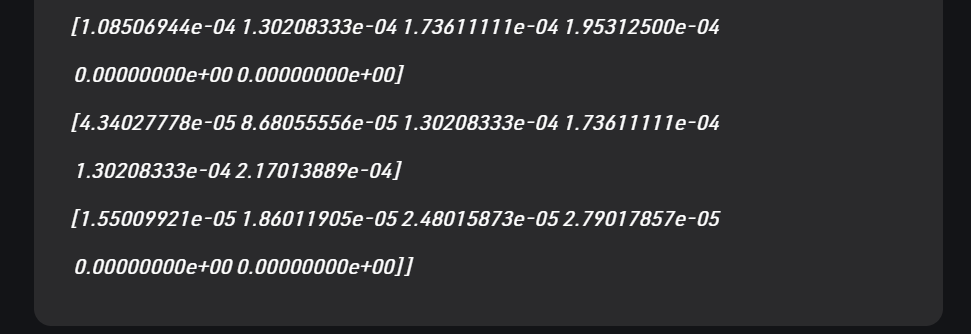 [1.08506944e-04 1.30208333e-04 1.73611111e-04 1.95312500e-04
0.00000000e+00 0.00000000e+00]
[4.34027778e-05 8.68055556e-05 1.30208333e-04 1.73611111e-04
1.30208333e-04 2.17013889e-04]
[1.55009921e-05 1.86011905e-05 2.48015873e-05 2.79017857e-05
0.00000000e+00 0.00000000e+00]]